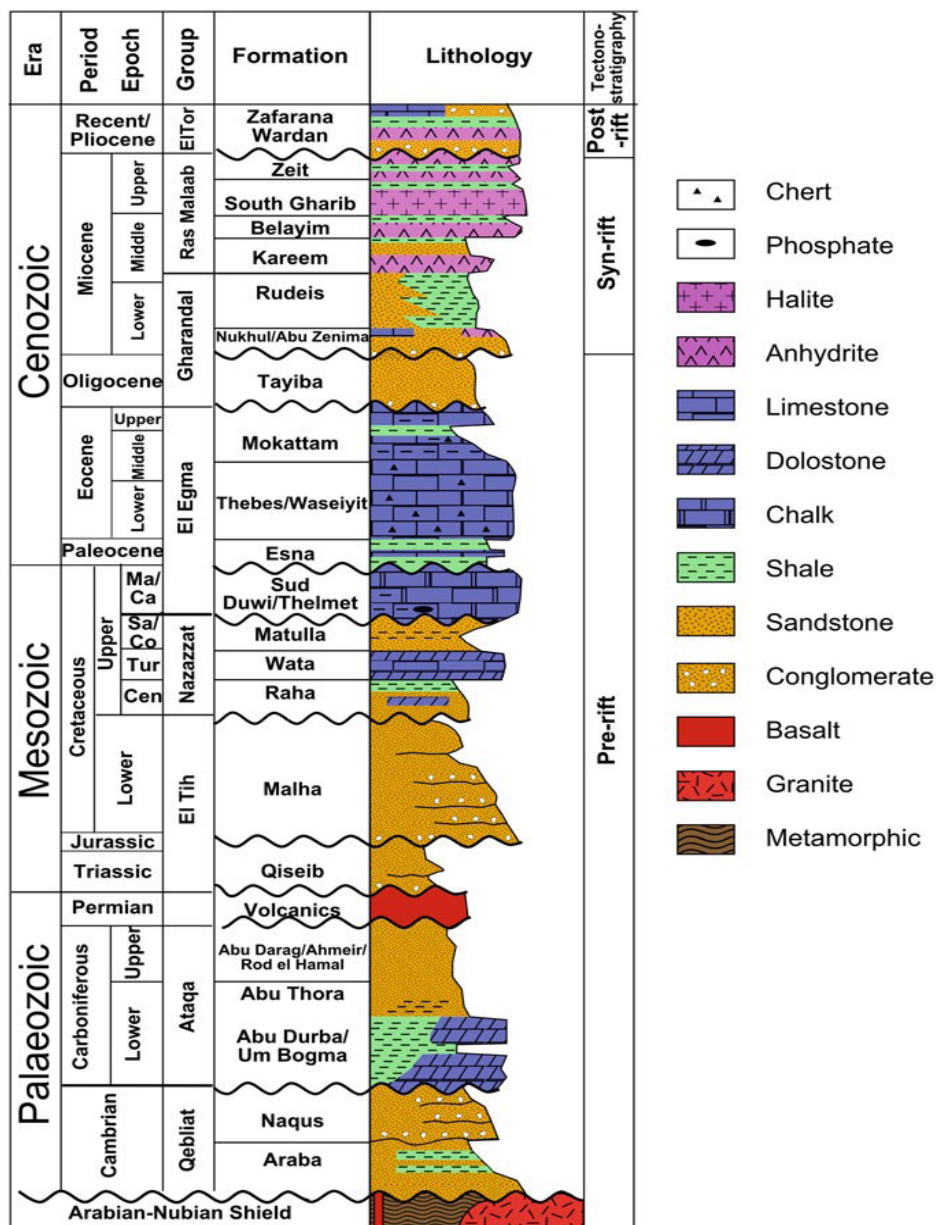 Era
Period
Epoch
Group
Formation
Lithology
Tectono-
stratigraphy
Cenozoic
Mesozoic
Palaeozoic
Recent/
Pliocene
Miocene
Upper
Middle
Lower
Oligocene
Eocene
Upper
Middle
Lower
Paleocene
Cretaceous
Upper
Ma/
Ca
Sa/
Co
Tur
Cen
Lower
Jurassic
Triassic
Permian
Carboniferous
Upper
Lower
Cambrian
ElTor
Ras Malaab
Gharandal
El Egma
Nazazzat
El Tih
Ataqa
Qebliat
Zafarana
Wardan
Zeit
South Gharib
Belayim
Kareem
Rudeis
Nukhul/Abu Zenima
Tayiba
Mokattam
Thebes/Waseiyit
Esna
Sud
Duwi/Thelmet
Matulla
Wata
Raha
Malha
Qiseib
Volcanics
Abu Darag/Ahmeir/
Rod el Hamal
Abu Thora
Abu Durba/
Um Bogma
Naqus
Araba
Arabian-Nubian Shield
Post
-rift
Syn-rift
Pre-rift
Chert
Phosphate
Halite
Anhydrite
Limestone
Dolostone
Chalk
Shale
Sandstone
Conglomerate
Basalt
Granite
Metamorphic